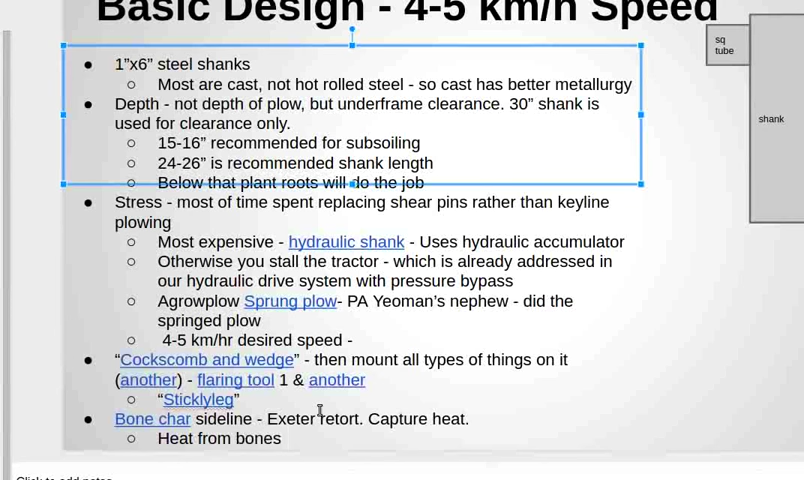 Basic Design - 4-5 km/h Speed
sq
tube
shank
● 1”x6” steel shanks
○ Most are cast, not hot rolled steel - so cast has better metallurgy
● Depth - not depth of plow, but underframe clearance. 30” shank is
used for clearance only.
○ 15-16” recommended for subsoiling
○ 24-26” is recommended shank length
○ Below that plant roots will do the job
● Stress - most of time spent replacing shear pins rather than keyline
plowing
○ Most expensive - hydraulic shank - Uses hydraulic accumulator
○ Otherwise you stall the tractor - which is already addressed in
our hydraulic drive system with pressure bypass
○ Agrowplow Sprung plow- PA Yeoman’s nephew - did the
springed plow
○ 4-5 km/hr desired speed -
● “Cockscomb and wedge” - then mount all types of things on it
(another) - flaring tool 1 & another
○ “Sticklyleg”
● Bone char sideline - Exeter retort. Capture heat.
○ Heat from bones
Click to add notes